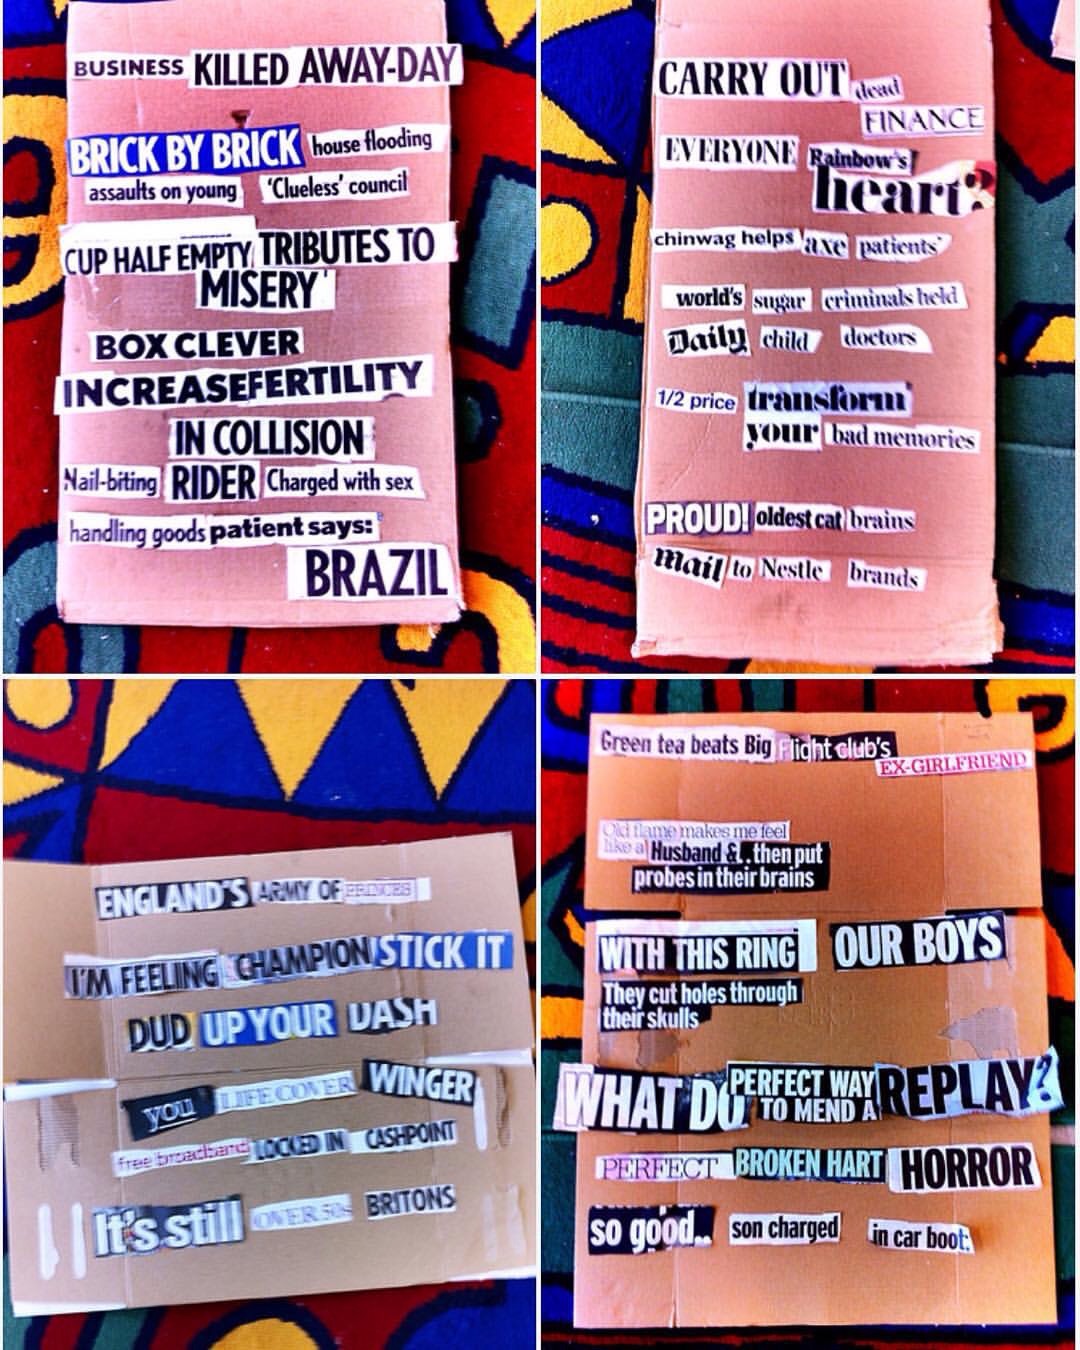 BUSINESS KILLED AWAY-DAY
BRICK BY BRICK house flooding
assaults on young 'Clueless' council
CUP HALF EMPTY TRIBUTES TO
MISERY'
BOX CLEVER
INCREASE FERTILITY
IN COLLISION
Nail-biting RIDER Charged with sex
handling goods patient says:
BRAZIL
CARRY OUT dead
FINANCE
EVERYONE Rainbow's
heart?
chinwag helps axe patients'
world's sugar criminals held
Daily child doctors
1/2 price transform
your bad memories
PROUD! oldest cat brains
Mail to Nestle brands
ENGLAND'S ARMY OF PRINCES
I'M FEELING CHAMPION STICK IT
DUD UP YOUR DASH
you LIFE COVER WINGER
free broadband LOCKED IN CASHPOINT
It's still OVER 50s BRITONS
Green tea beats Big Flight club's
EX-GIRLFRIEND
Old flame makes me feel
like a Husband &.. then put
probes in their brains
WITH THIS RING OUR BOYS
They cut holes through
their skulls
WHAT DO PERFECT WAY REPLAY?
TO MEND A
PERFECT BROKEN HART HORROR
so good.. son charged in car boot: